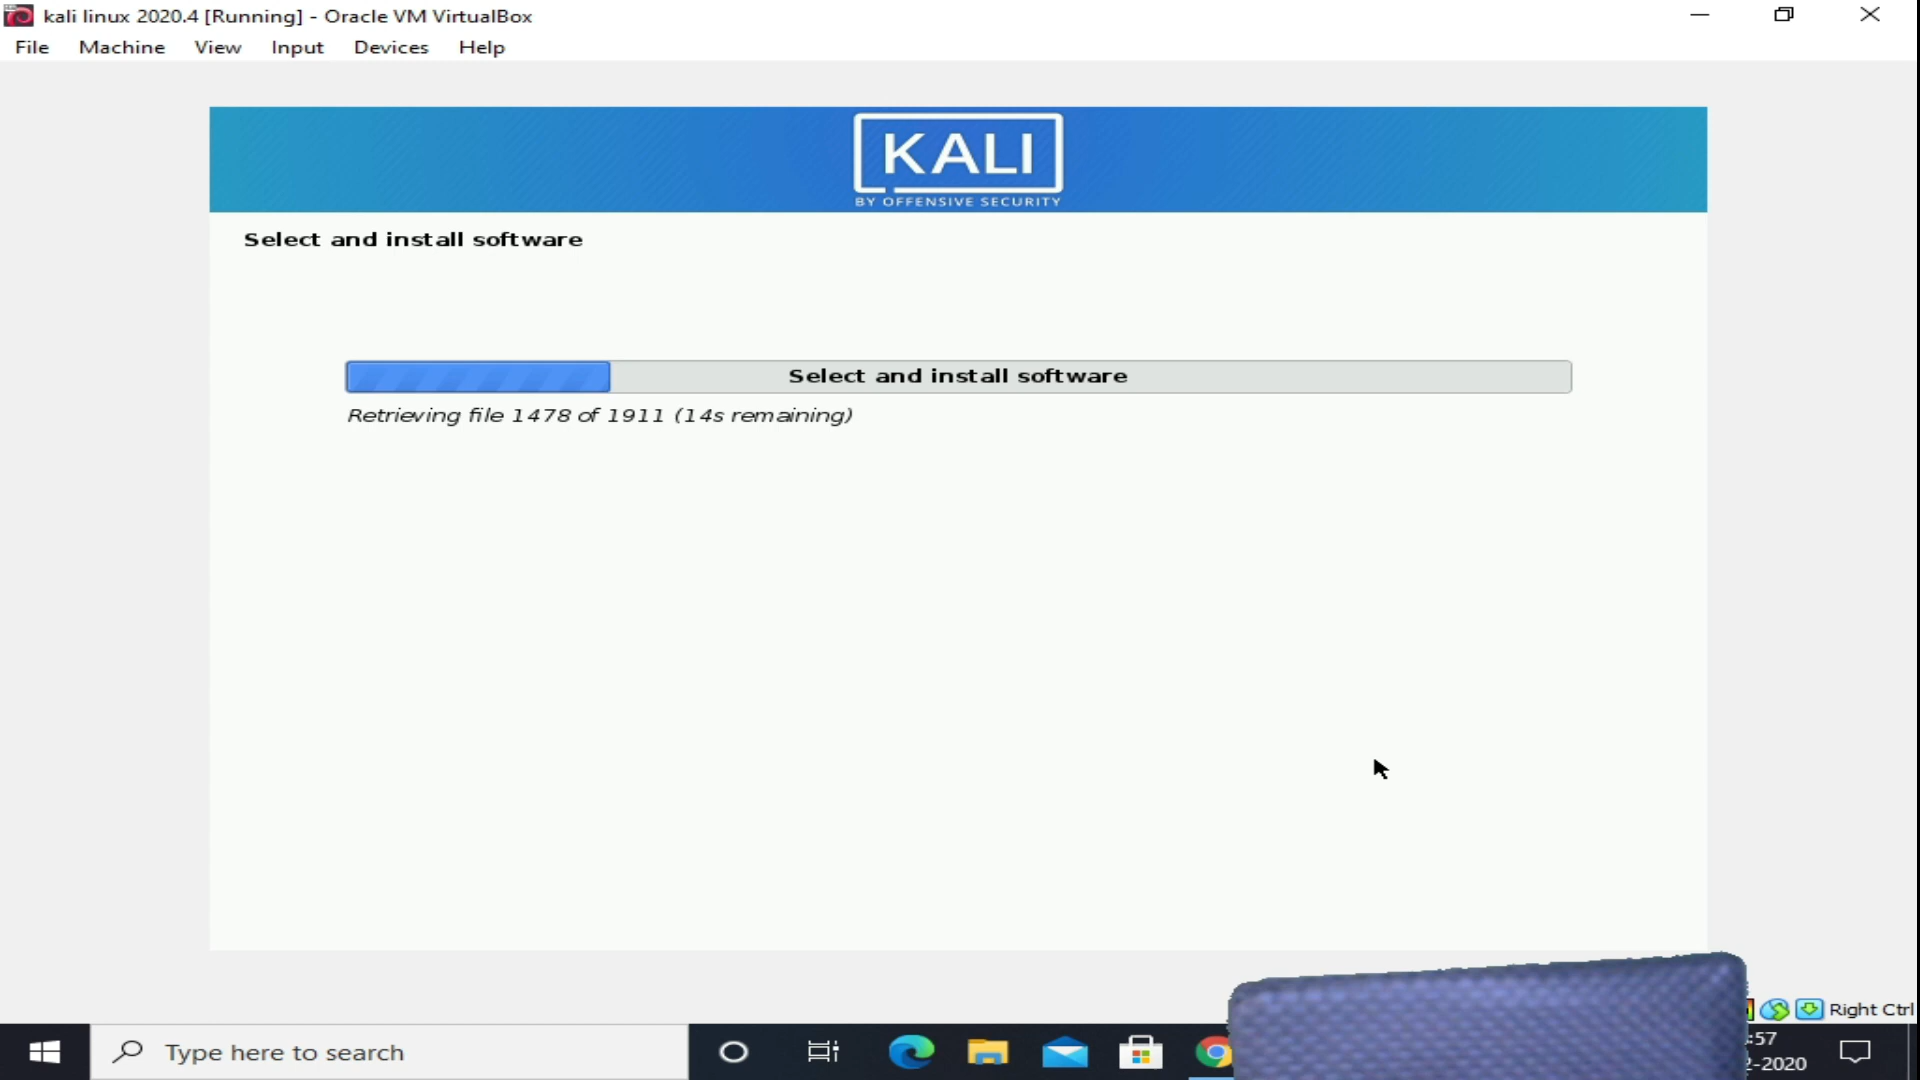 kali linux 2020.4 [Running] - Oracle VM VirtualBox
File Machine View Input Devices Help
KALI
BY OFFENSIVE SECURITY
Select and install software
Select and install software
Retrieving file 1478 of 1911 (14s remaining)
Right Ctrl
Type here to search
:57
-2020